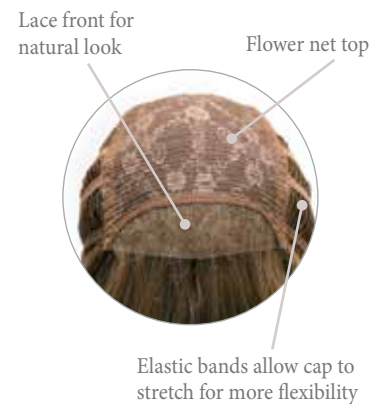 Lace front for
natural look
Flower net top
Elastic bands allow cap to
stretch for more flexibility